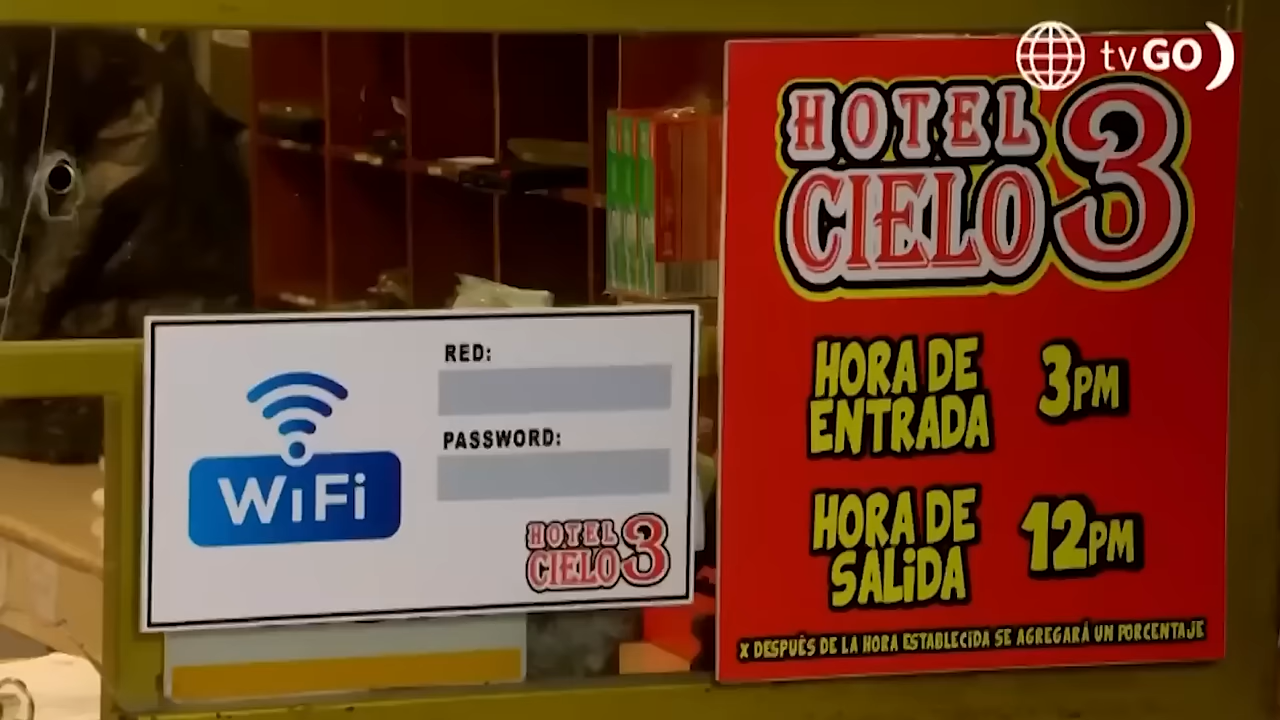 tvGO
HOTEL
CIELO 3
HORA DE
ENTRADA
3PM
HORA DE
SALiDA
12PM
X DESPUÉS DE LA HORA ESTABLECIDA SE AGREGARÁ UN PORCENTAJE
WiFi
RED:
PASSWORD:
HOTEL
CIELO 3